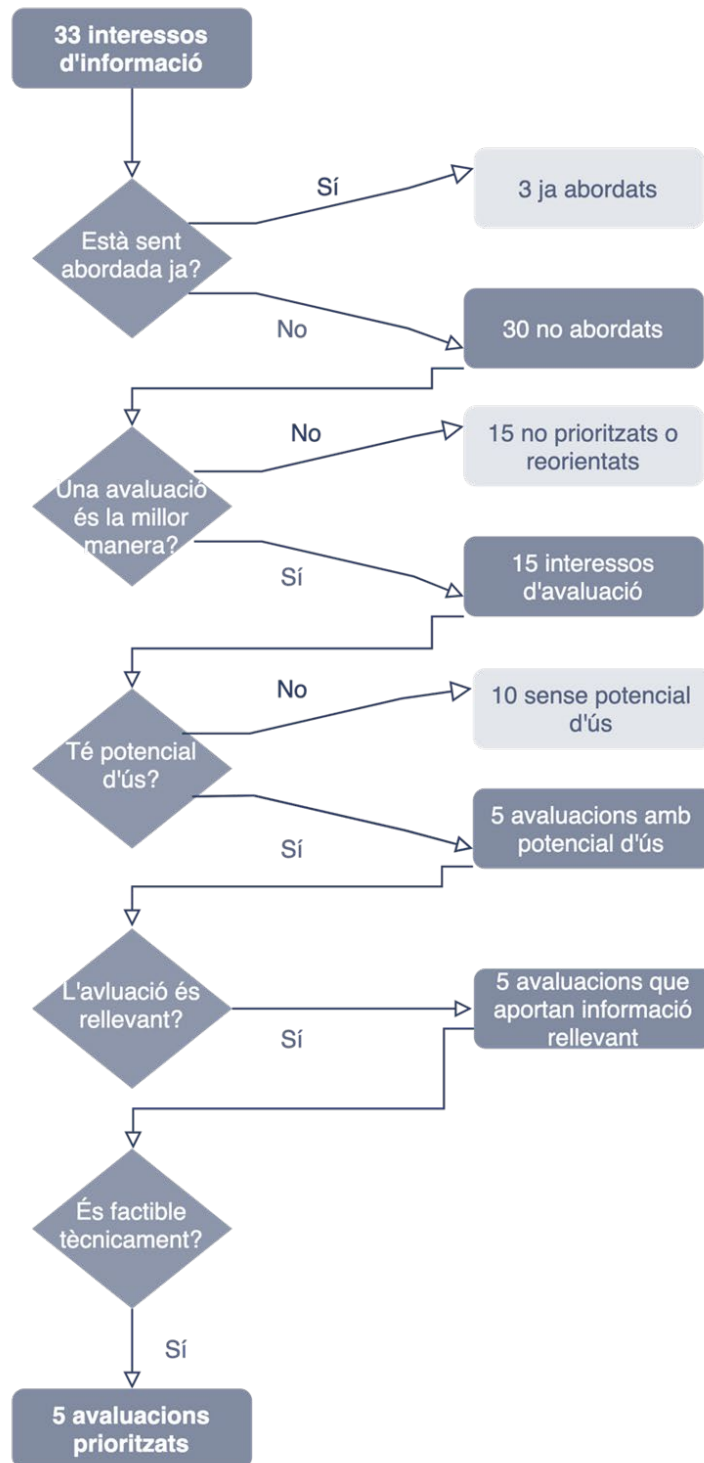 33 interessos
d'informació
Sí
3 ja abordats
Està sent
abordada ja?
No
30 no abordats
No
15 no prioritzats o
reorientats
Una avaluació
és la millor
manera?
Sí
15 interessos
d'avaluació
No
10 sense potencial
d'ús
Té potencial
d'ús?
Sí
5 avaluacions amb
potencial d'ús
L'avluació és
rellevant?
Sí
5 avaluacions que
aportan informació
rellevant
És factible
tècnicament?
Sí
5 avaluacions
prioritzats